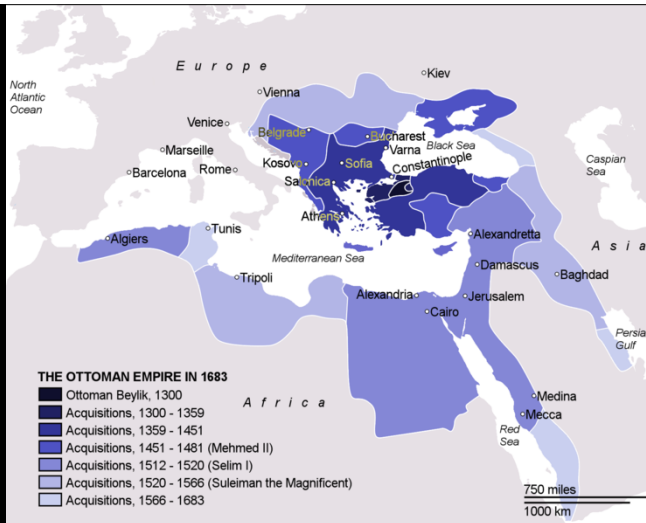 Europe
Kiev
North
Atlantic
Ocean
Vienna
Venice
Belgrade
Bucharest
Black Sea
Varna
Caspian
Sea
Marseille
Kosovo
Sofia
Constantinople
Barcelona
Rome
Salonica
Athens
Tunis
Algiers
Alexandretta
Asia
Mediterranean Sea
Damascus
Tripoli
Baghdad
Alexandria
Jerusalem
Cairo
Persian
Gulf
THE OTTOMAN EMPIRE IN 1683
Ottoman Beylik, 1300
Acquisitions, 1300 - 1359
Acquisitions, 1359 - 1451
Acquisitions, 1451 - 1481 (Mehmed II)
Acquisitions, 1512 - 1520 (Selim I)
Acquisitions, 1520 - 1566 (Suleiman the Magnificent)
Acquisitions, 1566 - 1683
Africa
Medina
Mecca
Red
Sea
750 miles
1000 km